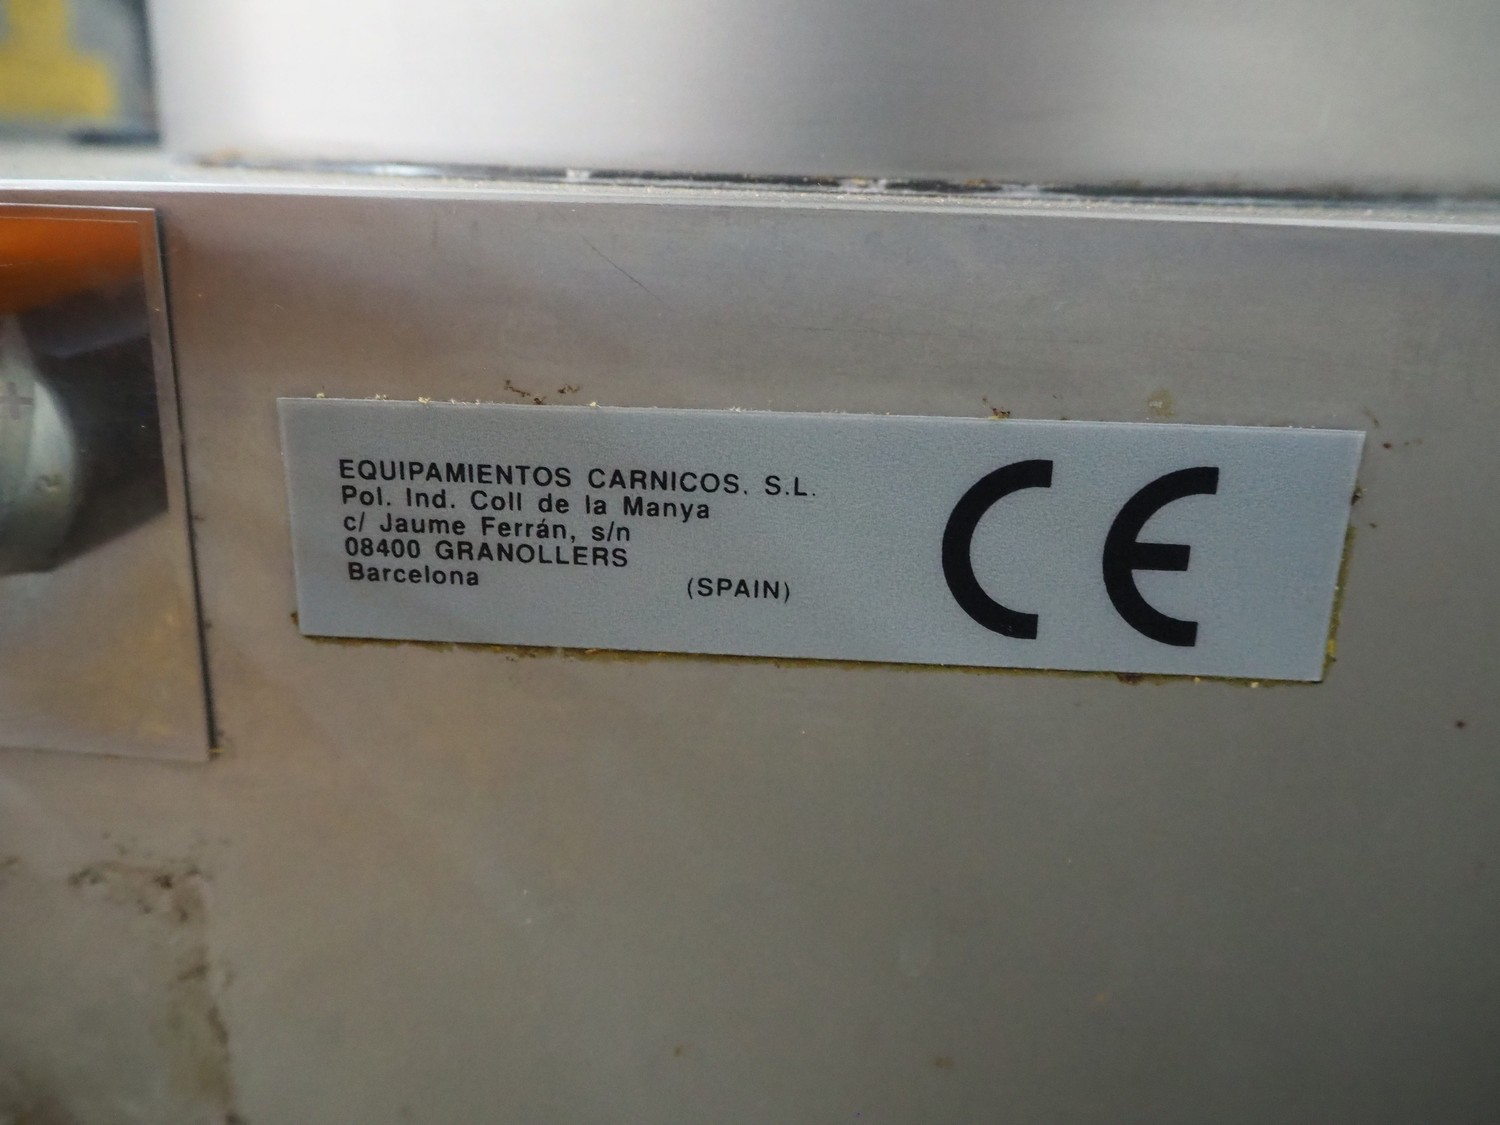 EQUIPAMIENTOS CARNICOS, S.L.
Pol. Ind. Coll de la Manya
c/ Jaume Ferrán, s/n
08400 GRANOLLERS
Barcelona (SPAIN)
CE